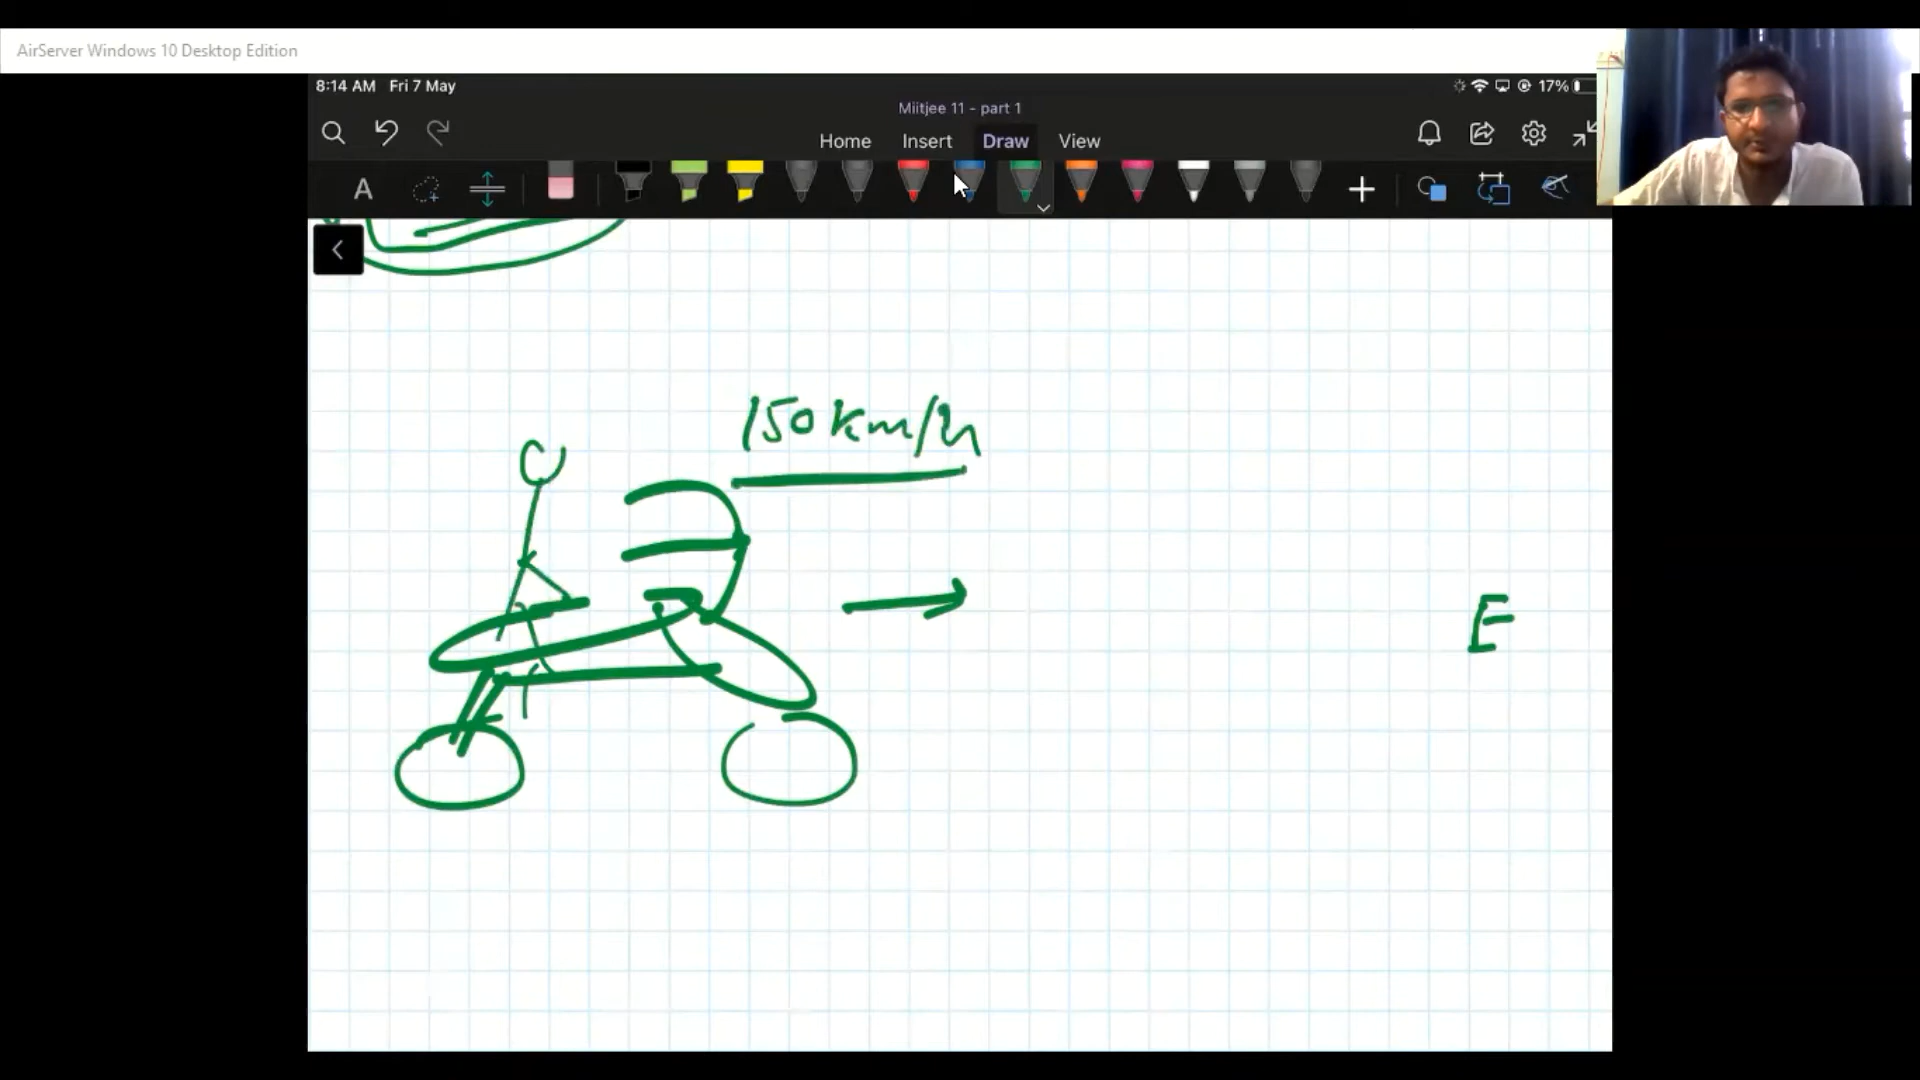 AirServer Windows 10 Desktop Edition
8:14 AM Fri 7 May
17%
Miitjee 11 - part 1
Home Insert Draw View
A
150 km/h
E